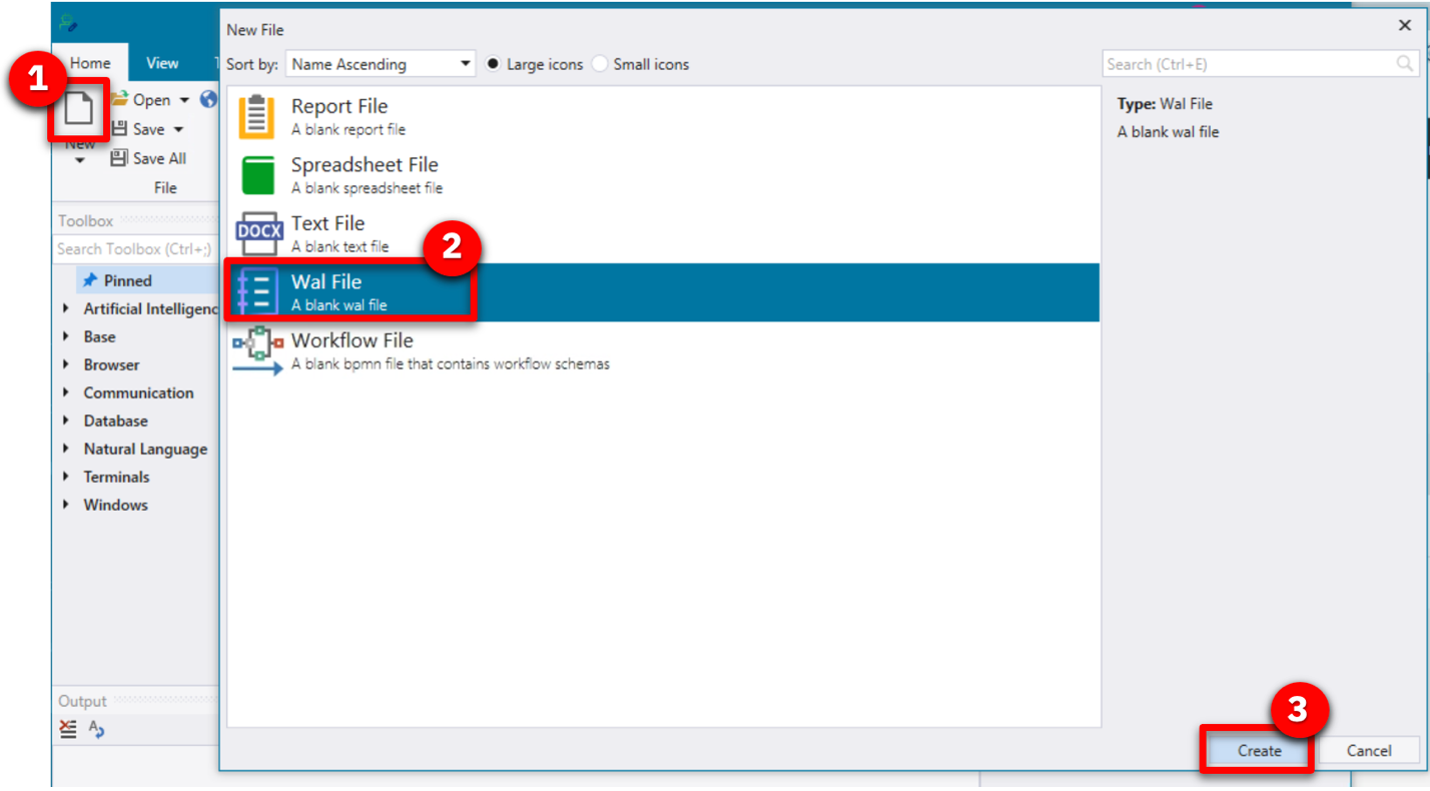 New File
Home
View
1
Sort by:
Name Ascending
Large icons
Small icons
Search (Ctrl+E)
Open
Save
New
Save All
File
Toolbox
Search Toolbox (Ctrl+;)
Pinned
Artificial Intelligenc
Base
Browser
Communication
Database
Natural Language
Terminals
Windows
Output
Report File
A blank report file
Spreadsheet File
A blank spreadsheet file
DOCX
Text File
A blank text file
2
Wal File
A blank wal file
Workflow File
A blank bpmn file that contains workflow schemas
Type: Wal File
A blank wal file
3
Create
Cancel